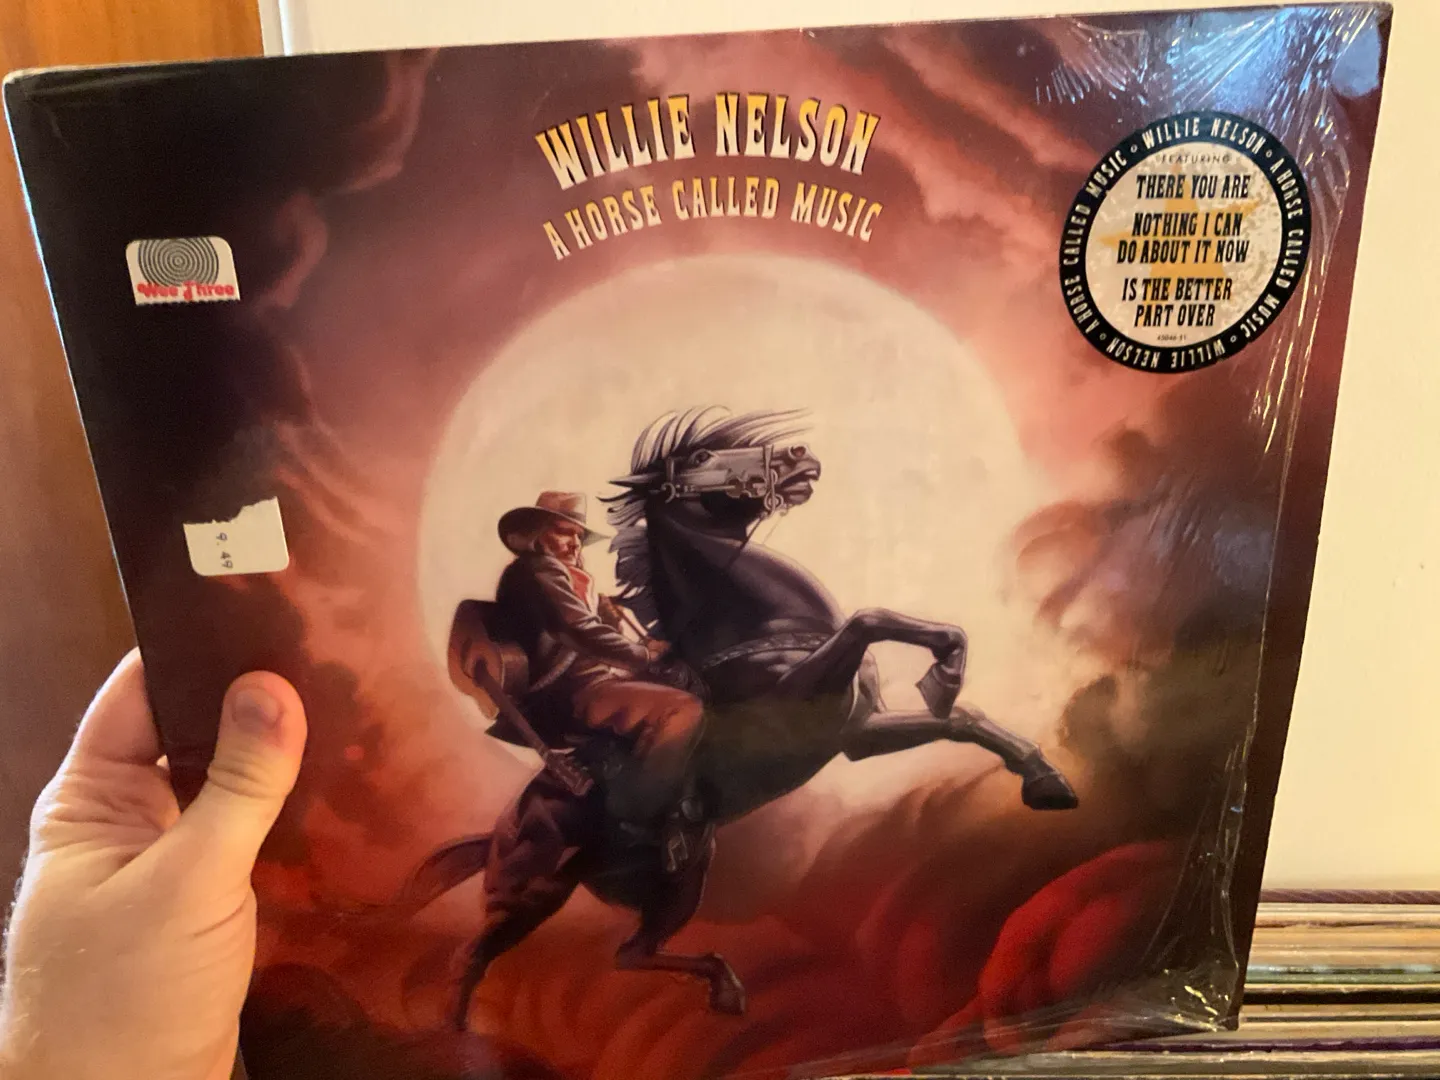 WILLIE NELSON
A HORSE CALLED MUSIC
WILLIE NELSON • A HORSE CALLED MUSIC • WILLIE NELSON • A HORSE CALLED MUSIC •
FEATURING
THERE YOU ARE
NOTHING I CAN
DO ABOUT IT NOW
IS THE BETTER
PART OVER
Wee Three
9.49